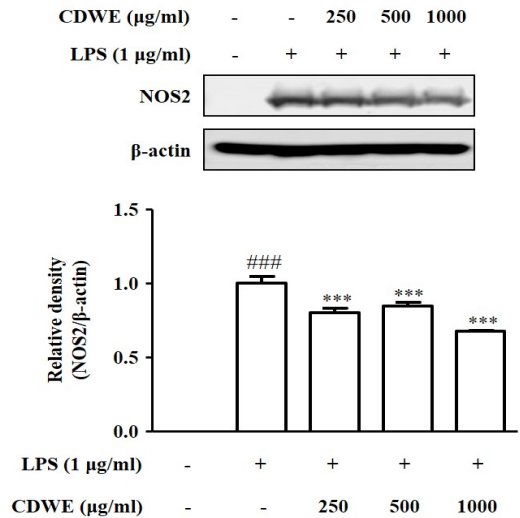 CDWE (µg/ml) - - 250 500 1000
LPS (1 µg/ml) - + + + +
NOS2
β-actin
1.5
1.0
0.5
0.0
Relative density
(NOS2/β-actin)
###
***
***
***
LPS (1 µg/ml) - + + + +
CDWE (µg/ml) - - 250 500 1000